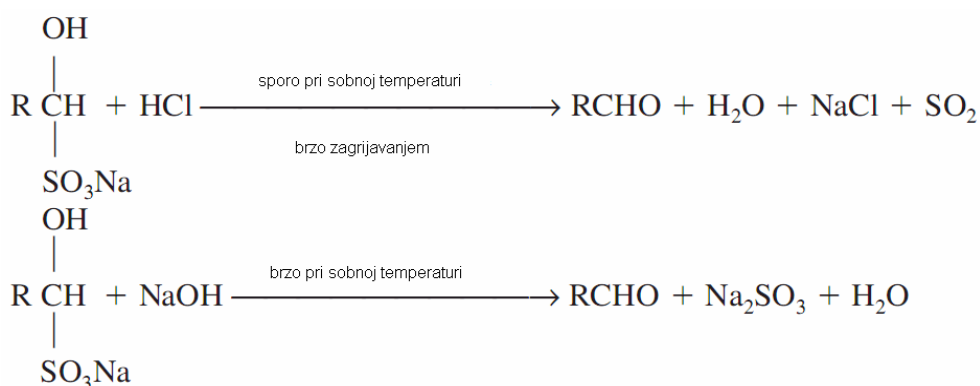 OH
sporo pri sobnoj temperaturi
R CH + HCl → RCHO + H₂O + NaCl + SO₂
brzo zagrijavanjem
SO₃Na
OH
brzo pri sobnoj temperaturi
R CH + NaOH → RCHO + Na₂SO₃ + H₂O
SO₃Na